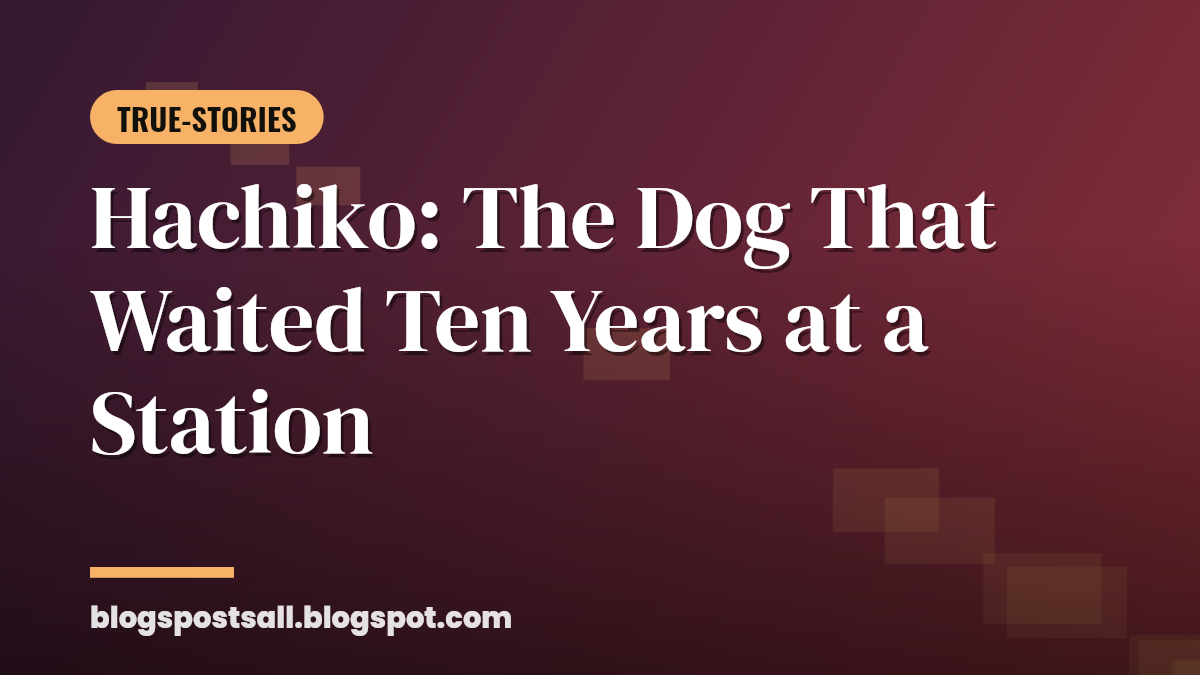 TRUE-STORIES
Hachiko: The Dog That
Waited Ten Years at a
Station
blogspostsall.blogspot.com